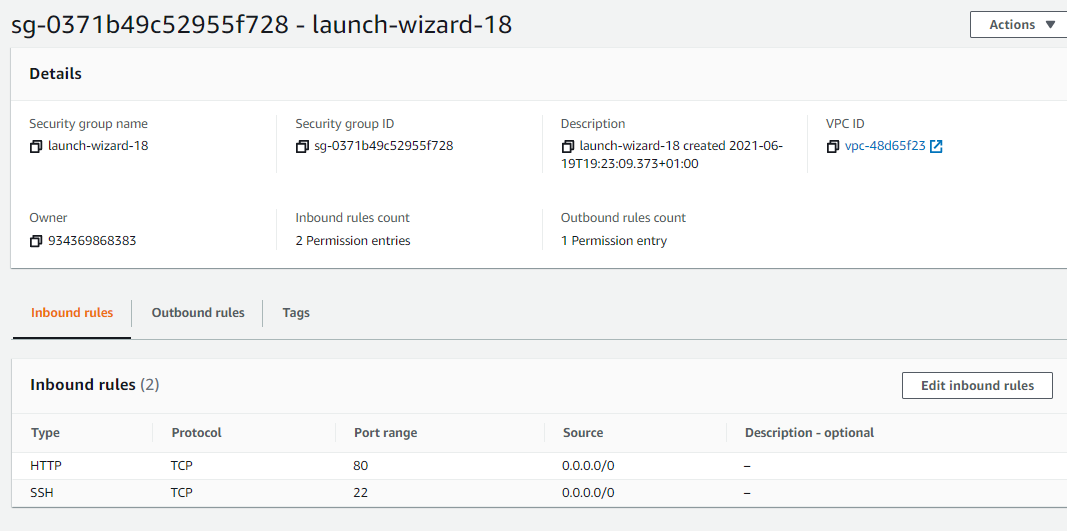 sg-0371b49c52955f728 - launch-wizard-18
Actions
Details
Security group name
launch-wizard-18
Security group ID
sg-0371b49c52955f728
Description
launch-wizard-18 created 2021-06-
19T19:23:09.373+01:00
VPC ID
vpc-48d65f23
Owner
934369868383
Inbound rules count
2 Permission entries
Outbound rules count
1 Permission entry
Inbound rules
Outbound rules
Tags
Inbound rules (2)
Edit inbound rules
Type Protocol Port range Source Description - optional
HTTP TCP 80 0.0.0.0/0 –
SSH TCP 22 0.0.0.0/0 –